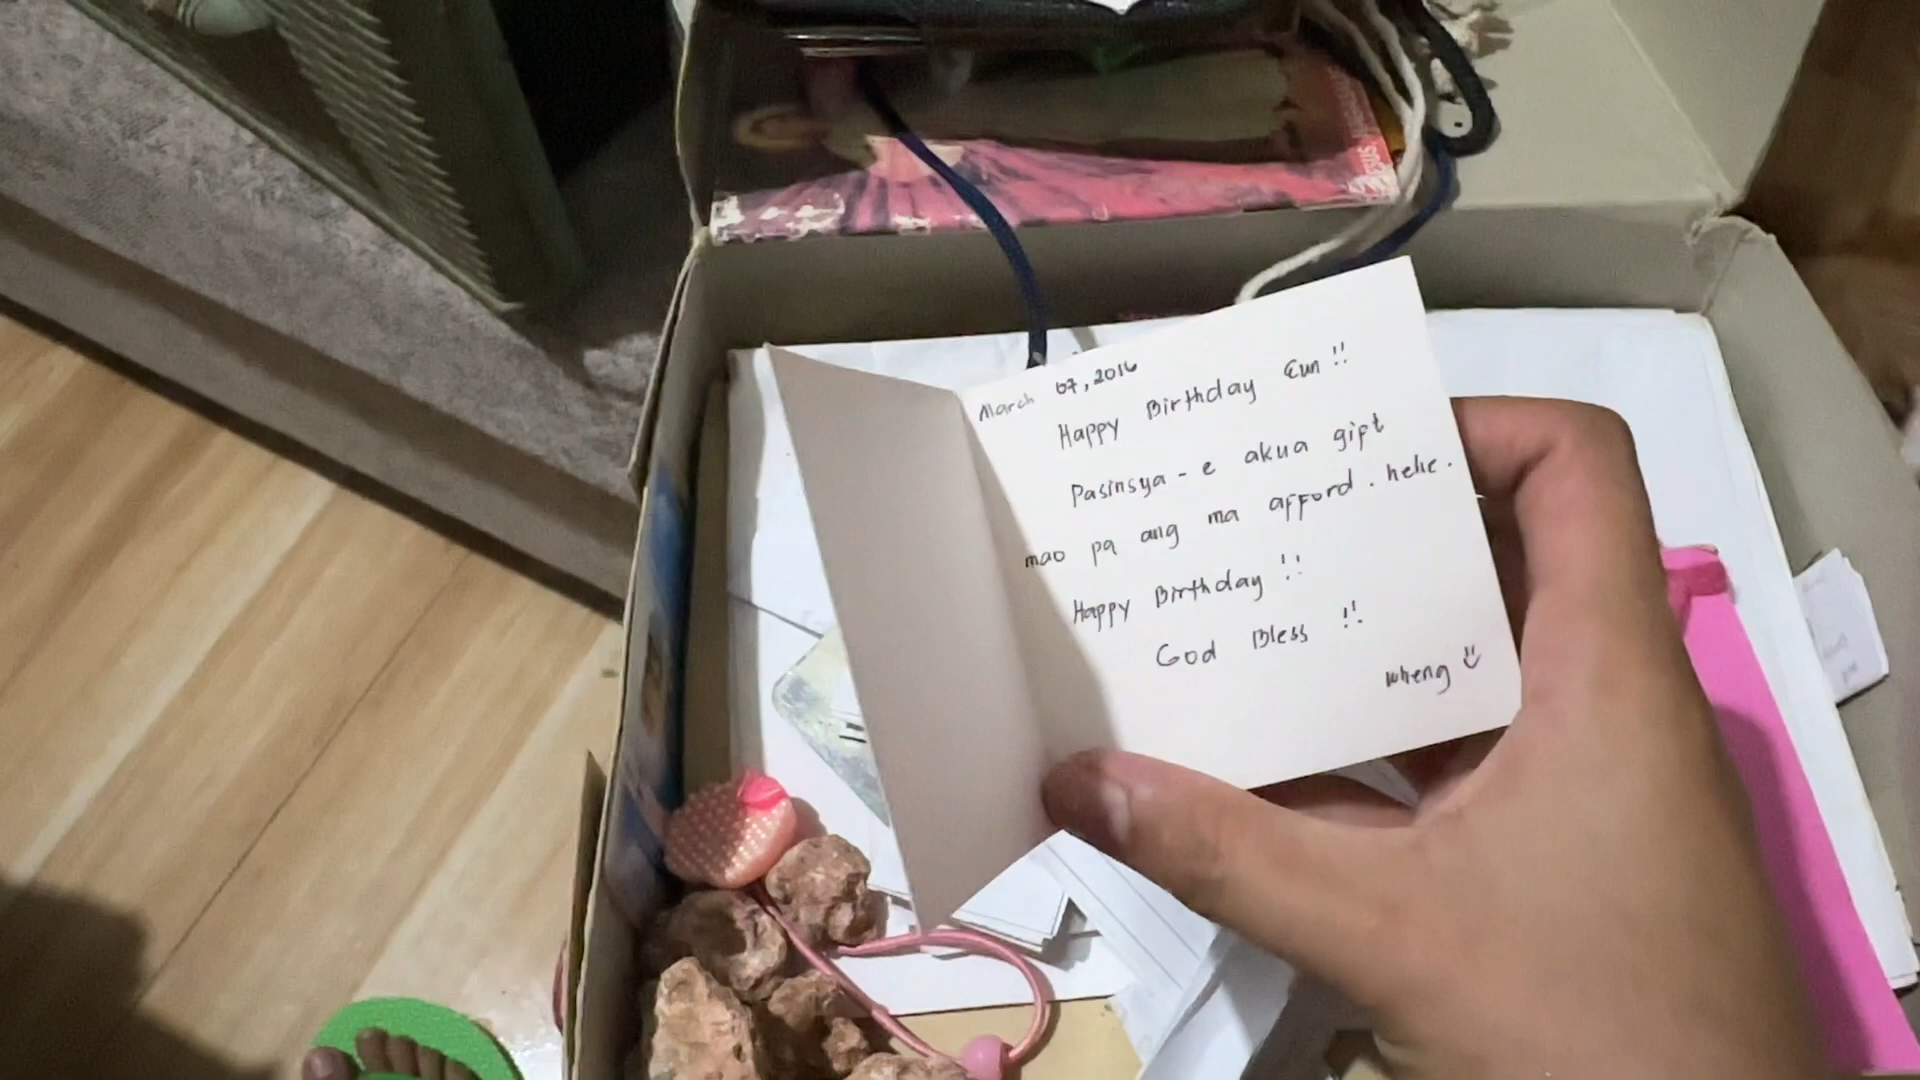 March 07, 2016
Happy Birthday Eun !!
Pasinsya - e akua gift
mao pa ang ma afford . hehe.
Happy Birthday !!
God Bless !!
wheng